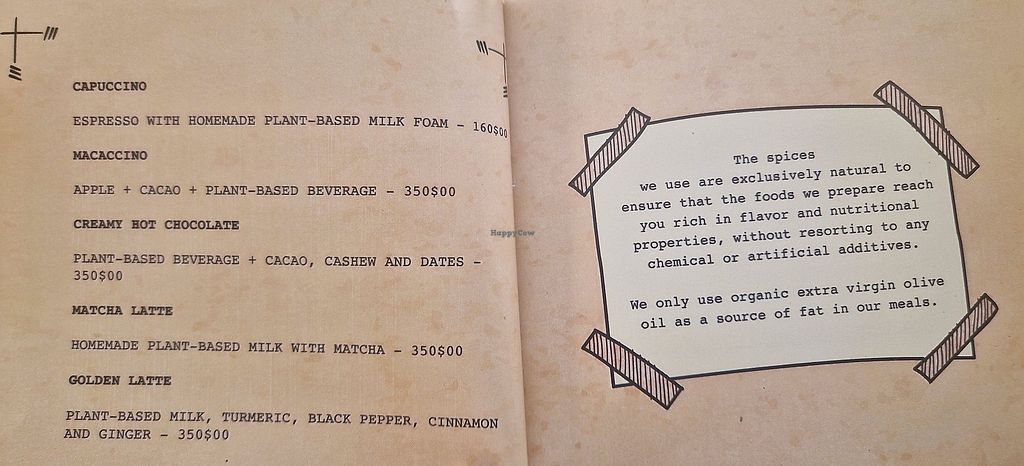 CAPUCCINO
ESPRESSO WITH HOMEMADE PLANT-BASED MILK FOAM - 160$00
MACACCINO
APPLE + CACAO + PLANT-BASED BEVERAGE - 350$00
CREAMY HOT CHOCOLATE
PLANT-BASED BEVERAGE + CACAO, CASHEW AND DATES -
350$00
MATCHA LATTE
HOMEMADE PLANT-BASED MILK WITH MATCHA - 350$00
GOLDEN LATTE
PLANT-BASED MILK, TURMERIC, BLACK PEPPER, CINNAMON
AND GINGER - 350$00
HappyCow
The spices
we use are exclusively natural to
ensure that the foods we prepare reach
you rich in flavor and nutritional
properties, without resorting to any
chemical or artificial additives.
We only use organic extra virgin olive
oil as a source of fat in our meals.